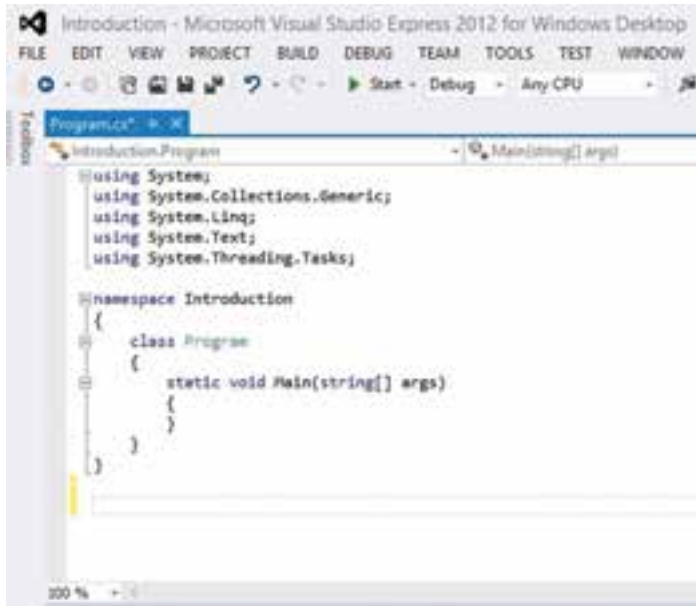 Introduction - Microsoft Visual Studio Express 2012 for Windows Desktop
FILE EDIT VIEW PROJECT BUILD DEBUG TEAM TOOLS TEST WINDOW
Start Debug Any CPU
Toolbox
Program.cs*
Introduction.Program Main(string[] args)
using System;
using System.Collections.Generic;
using System.Linq;
using System.Text;
using System.Threading.Tasks;
namespace Introduction
{
class Program
{
static void Main(string[] args)
{
}
}
}
100 %